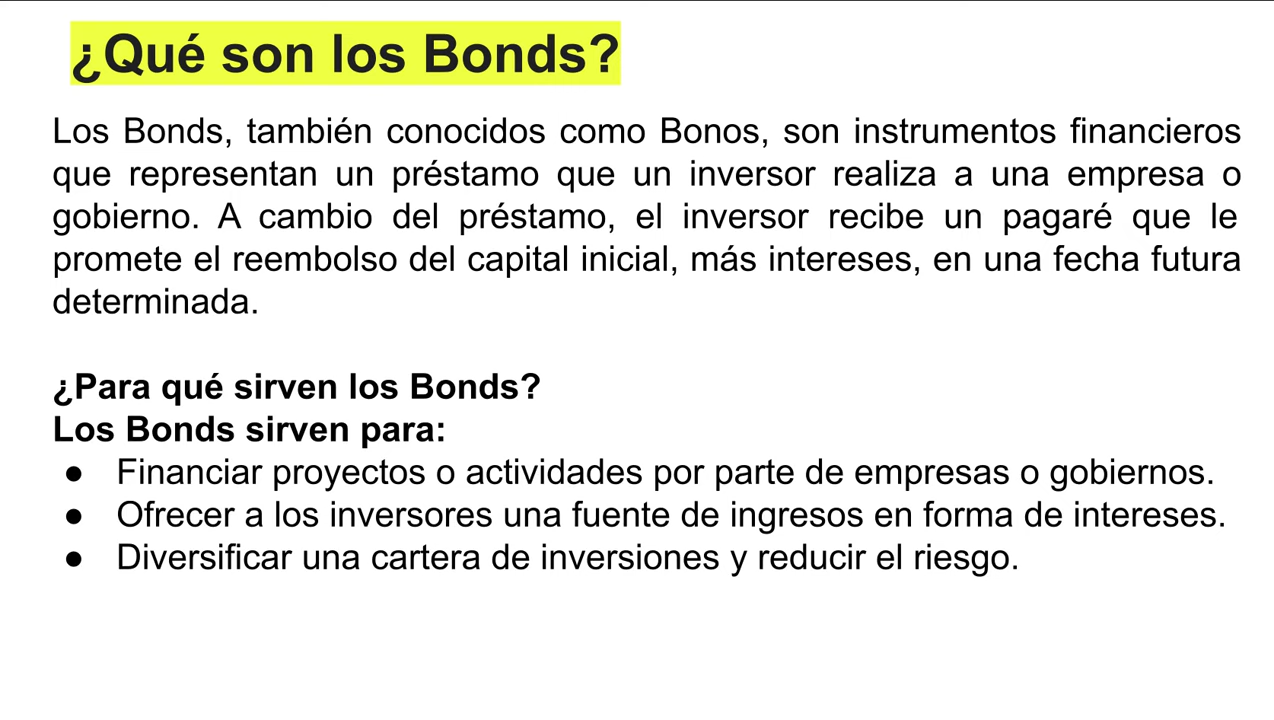 ¿Qué son los Bonds?
Los Bonds, también conocidos como Bonos, son instrumentos financieros
que representan un préstamo que un inversor realiza a una empresa o
gobierno. A cambio del préstamo, el inversor recibe un pagaré que le
promete el reembolso del capital inicial, más intereses, en una fecha futura
determinada.
¿Para qué sirven los Bonds?
Los Bonds sirven para:
● Financiar proyectos o actividades por parte de empresas o gobiernos.
● Ofrecer a los inversores una fuente de ingresos en forma de intereses.
● Diversificar una cartera de inversiones y reducir el riesgo.